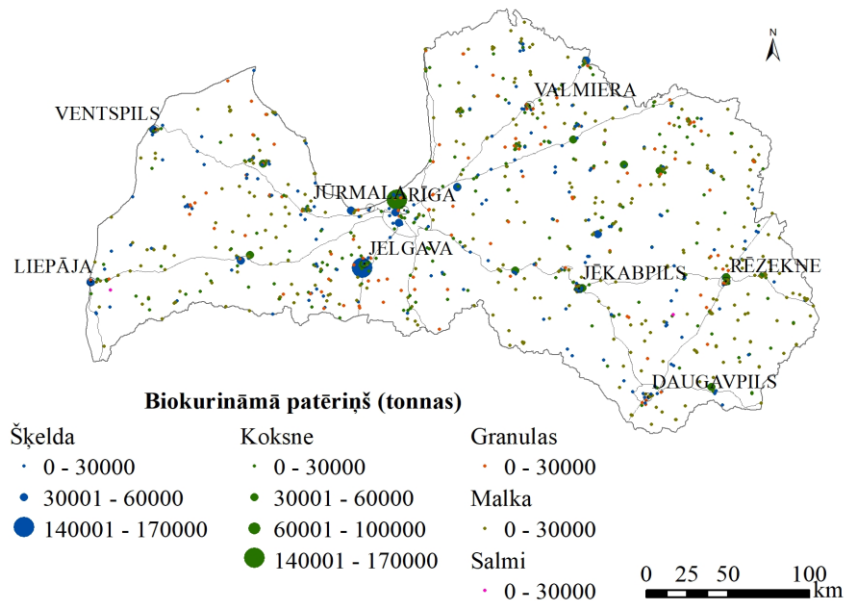 N
VALMIERA
VENTSPILS
JŪRMALA
RIGA
JELGAVA
LIEPĀJA
JĒKABPILS
RĒZEKNE
DAUGAVPILS
Biokurināmā patēriņš (tonnas)
Šķelda
0 - 30000
30001 - 60000
140001 - 170000
Koksne
0 - 30000
30001 - 60000
60001 - 100000
140001 - 170000
Granulas
0 - 30000
Malka
0 - 30000
Salmi
0 - 30000
0 25 50 100
km